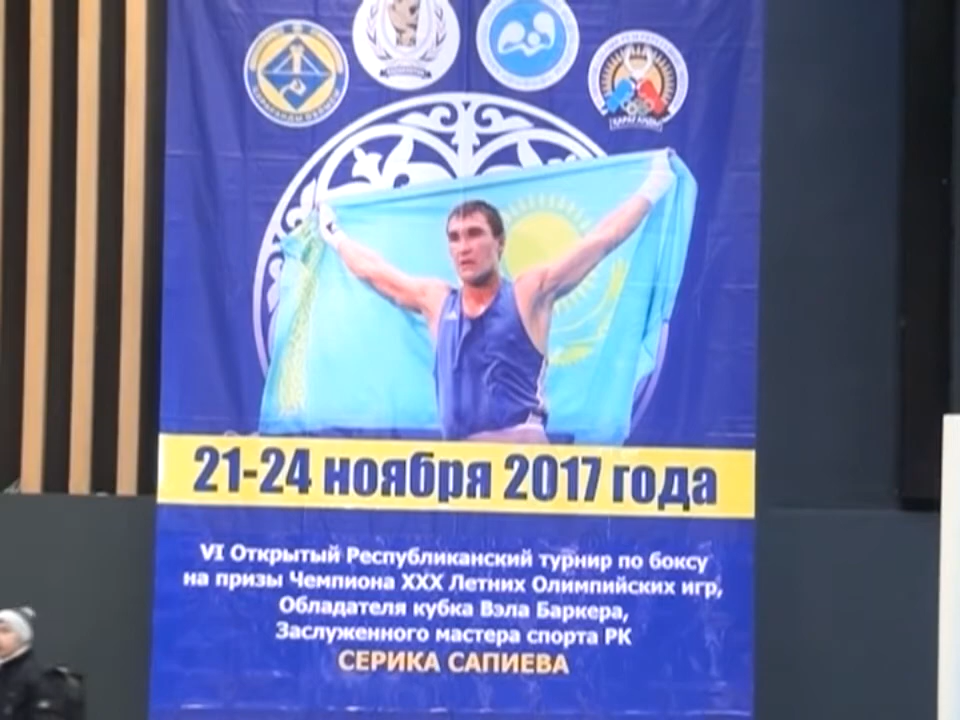 21-24 ноября 2017 года
VI Открытый Республиканский турнир по боксу
на призы Чемпиона XXX Летних Олимпийских игр,
Обладателя кубка Вэла Баркера,
Заслуженного мастера спорта РК
СЕРИКА САПИЕВА